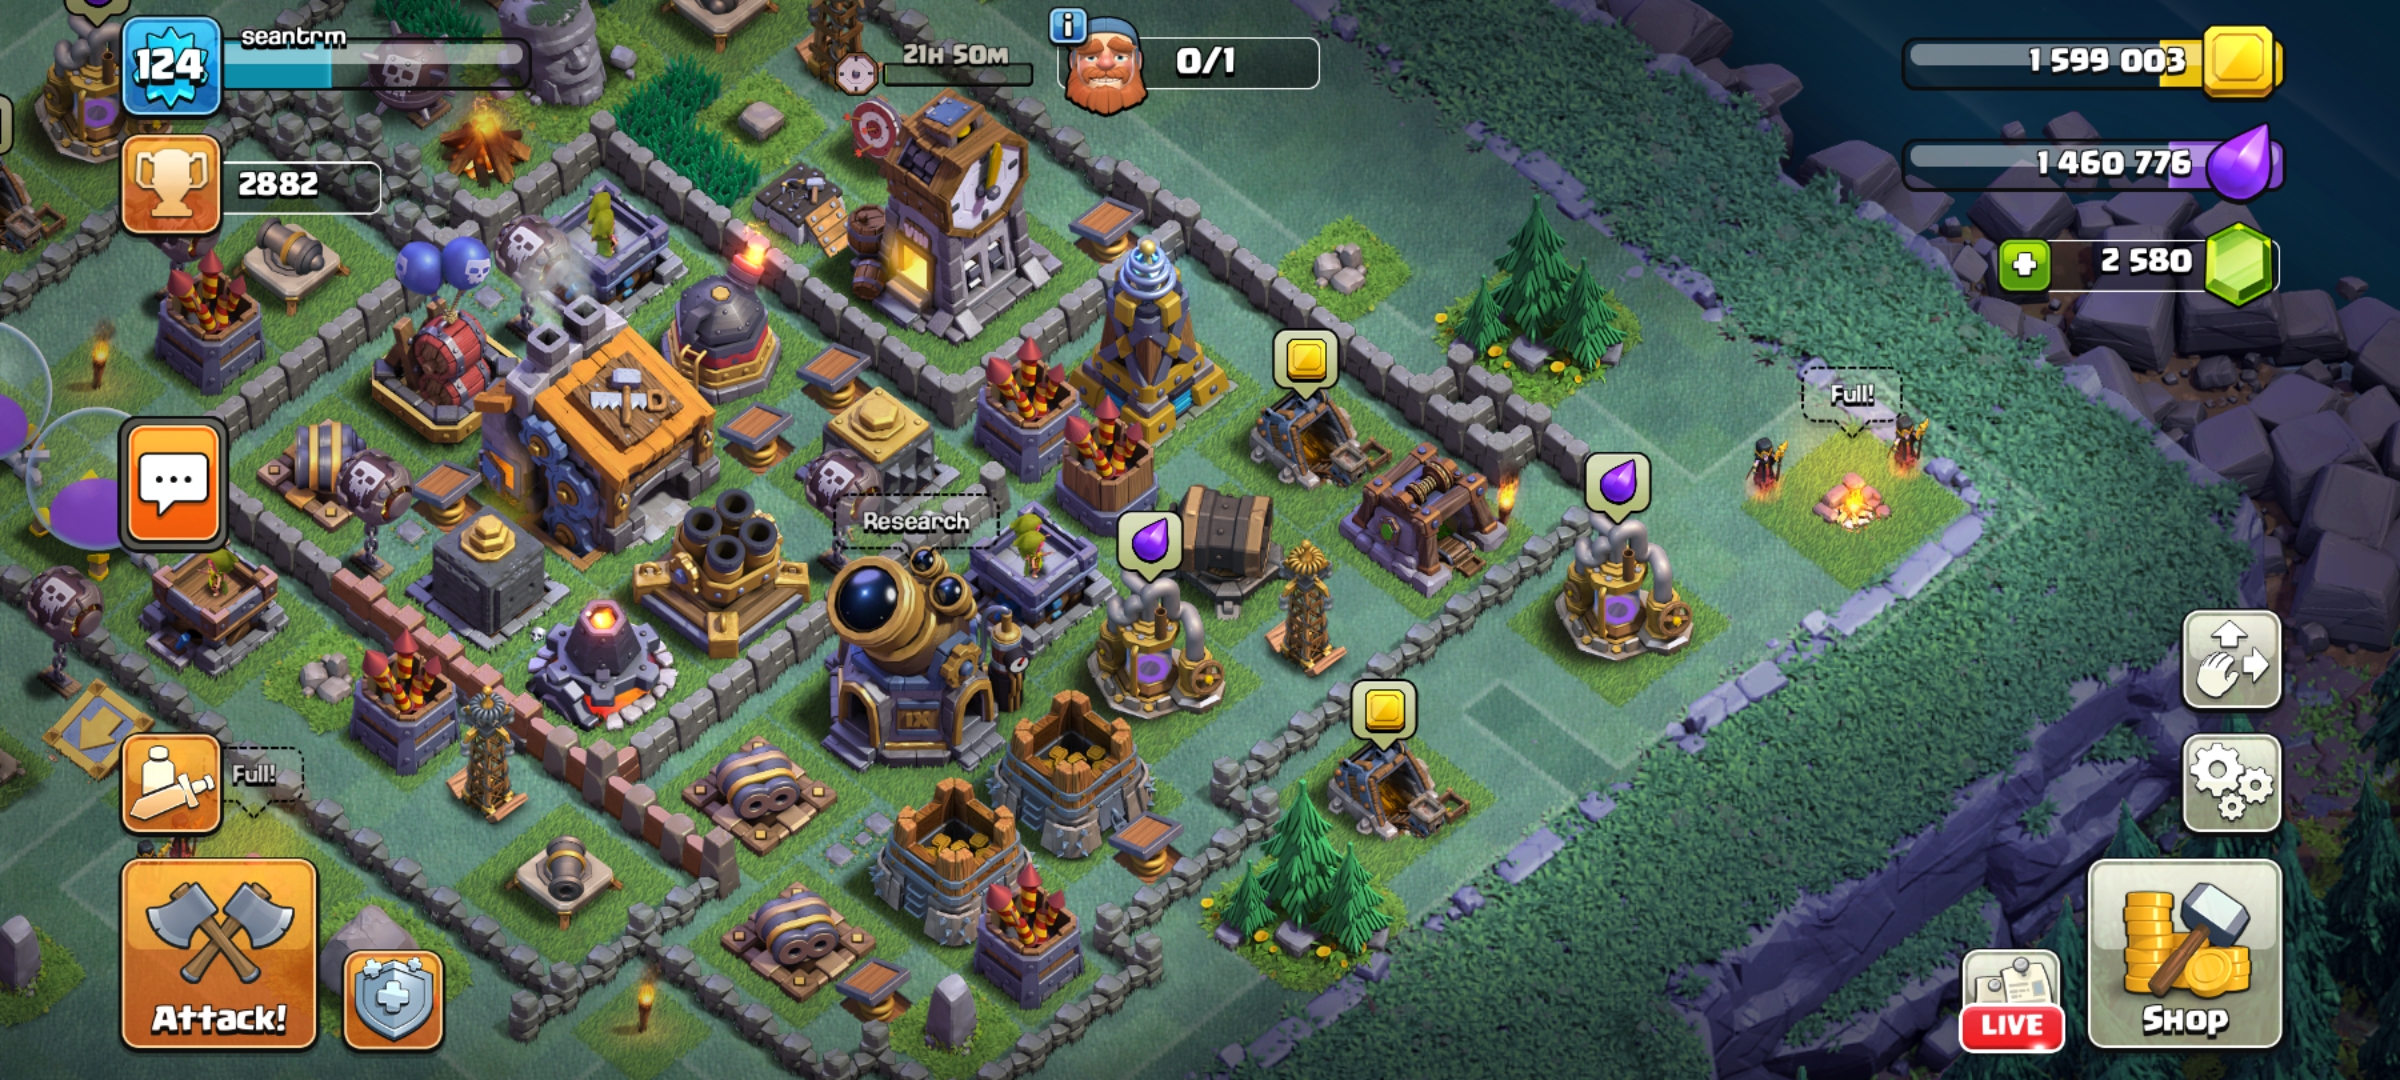 124
seantrm
21H 50M
i
0/1
1 599 003
2882
1 460 776
2 580
VIII
Full!
Research
IX
Full!
Attack!
LIVE
Shop